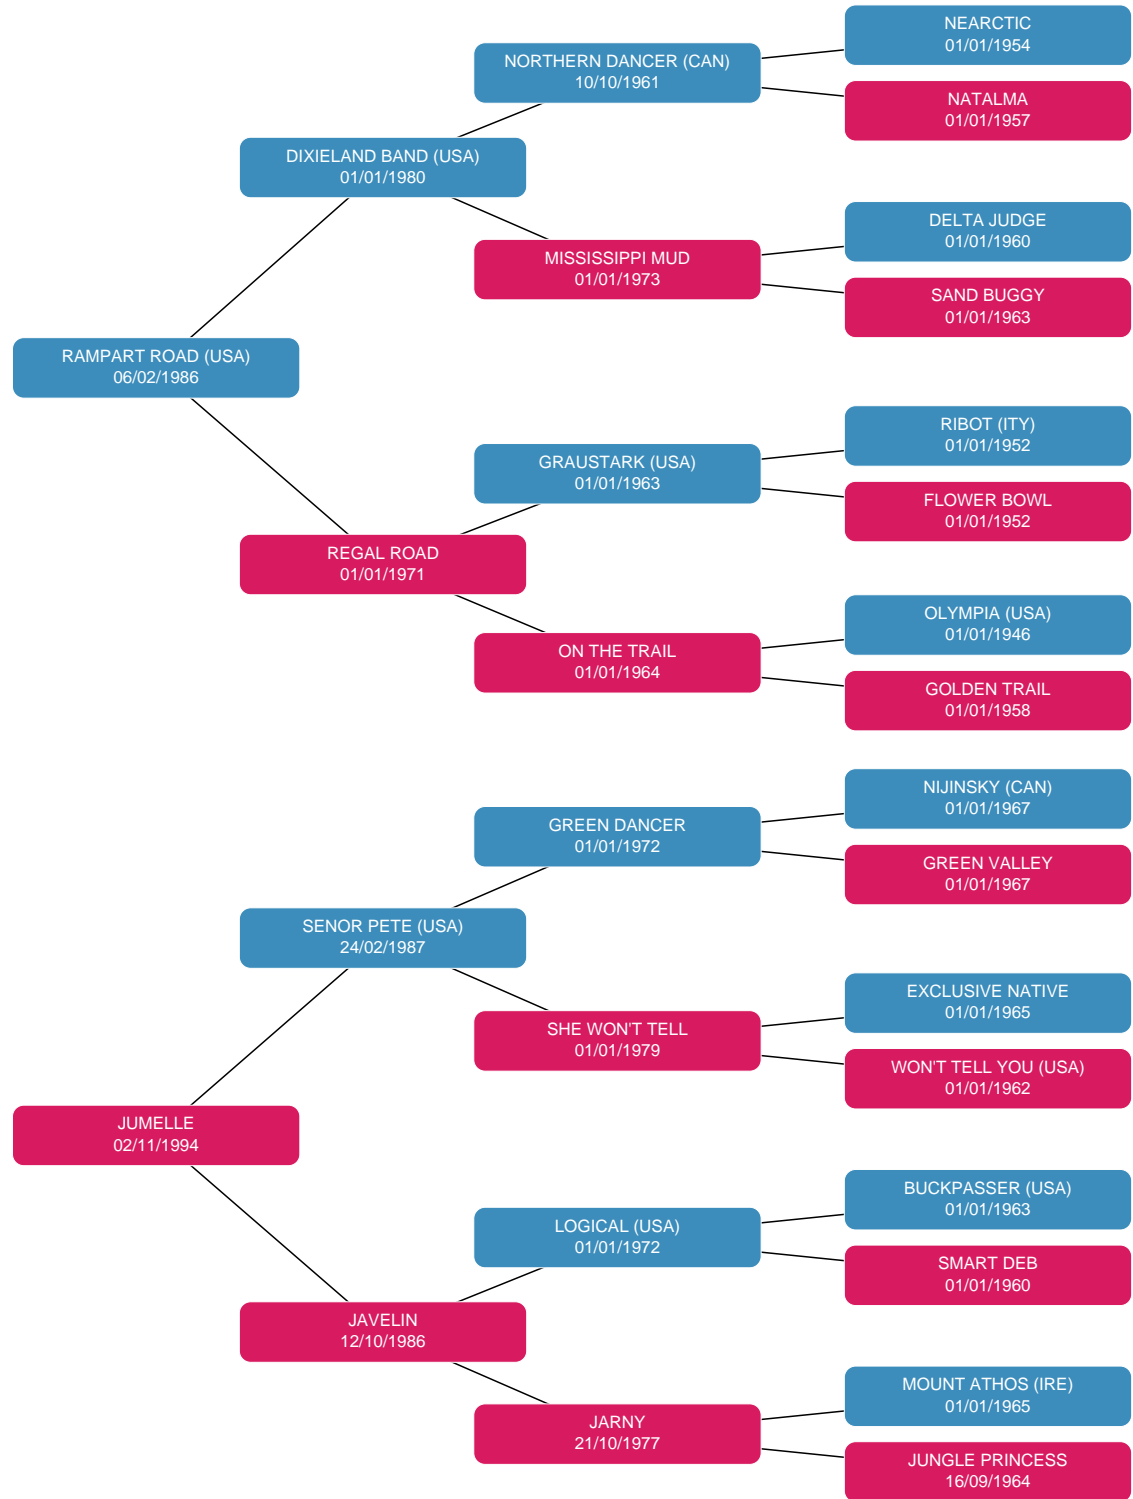 NEARCTIC
01/01/1954
NORTHERN DANCER (CAN)
10/10/1961
NATALMA
01/01/1957
DIXIELAND BAND (USA)
01/01/1980
DELTA JUDGE
01/01/1960
MISSISSIPPI MUD
01/01/1973
SAND BUGGY
01/01/1963
RAMPART ROAD (USA)
06/02/1986
RIBOT (ITY)
01/01/1952
GRAUSTARK (USA)
01/01/1963
FLOWER BOWL
01/01/1952
REGAL ROAD
01/01/1971
OLYMPIA (USA)
01/01/1946
ON THE TRAIL
01/01/1964
GOLDEN TRAIL
01/01/1958
NIJINSKY (CAN)
01/01/1967
GREEN DANCER
01/01/1972
GREEN VALLEY
01/01/1967
SENOR PETE (USA)
24/02/1987
EXCLUSIVE NATIVE
01/01/1965
SHE WON'T TELL
01/01/1979
WON'T TELL YOU (USA)
01/01/1962
JUMELLE
02/11/1994
BUCKPASSER (USA)
01/01/1963
LOGICAL (USA)
01/01/1972
SMART DEB
01/01/1960
JAVELIN
12/10/1986
MOUNT ATHOS (IRE)
01/01/1965
JARNY
21/10/1977
JUNGLE PRINCESS
16/09/1964